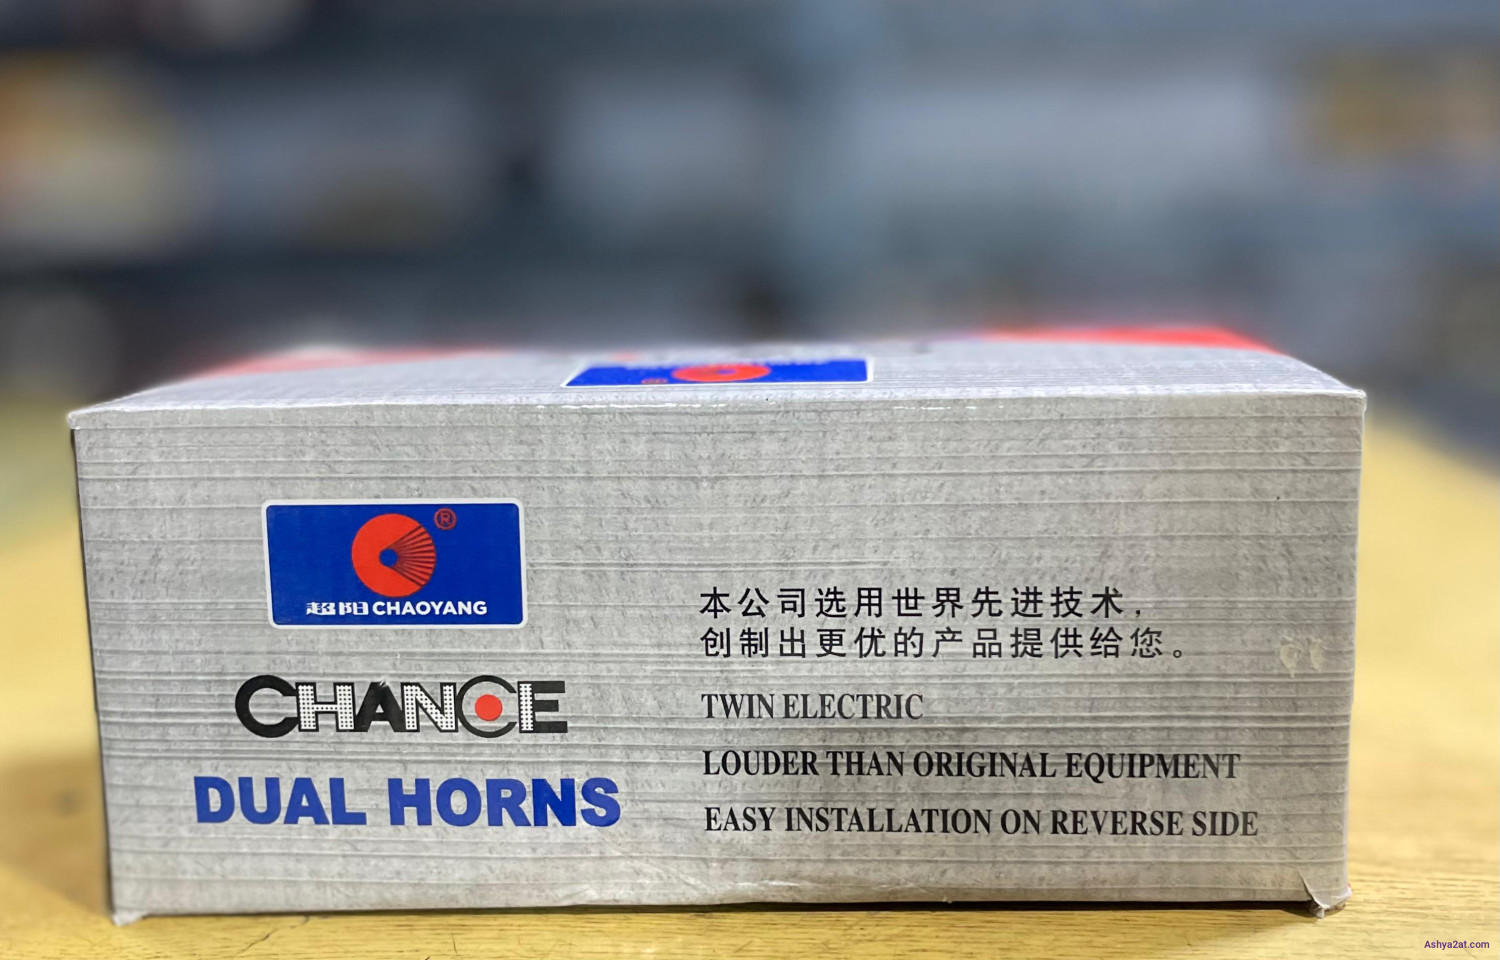 ®
超阳 CHAOYANG
CHANCE
DUAL HORNS
本公司选用世界先进技术，
创制出更优的产品提供给您。
TWIN ELECTRIC
LOUDER THAN ORIGINAL EQUIPMENT
EASY INSTALLATION ON REVERSE SIDE
Ashya2at.com